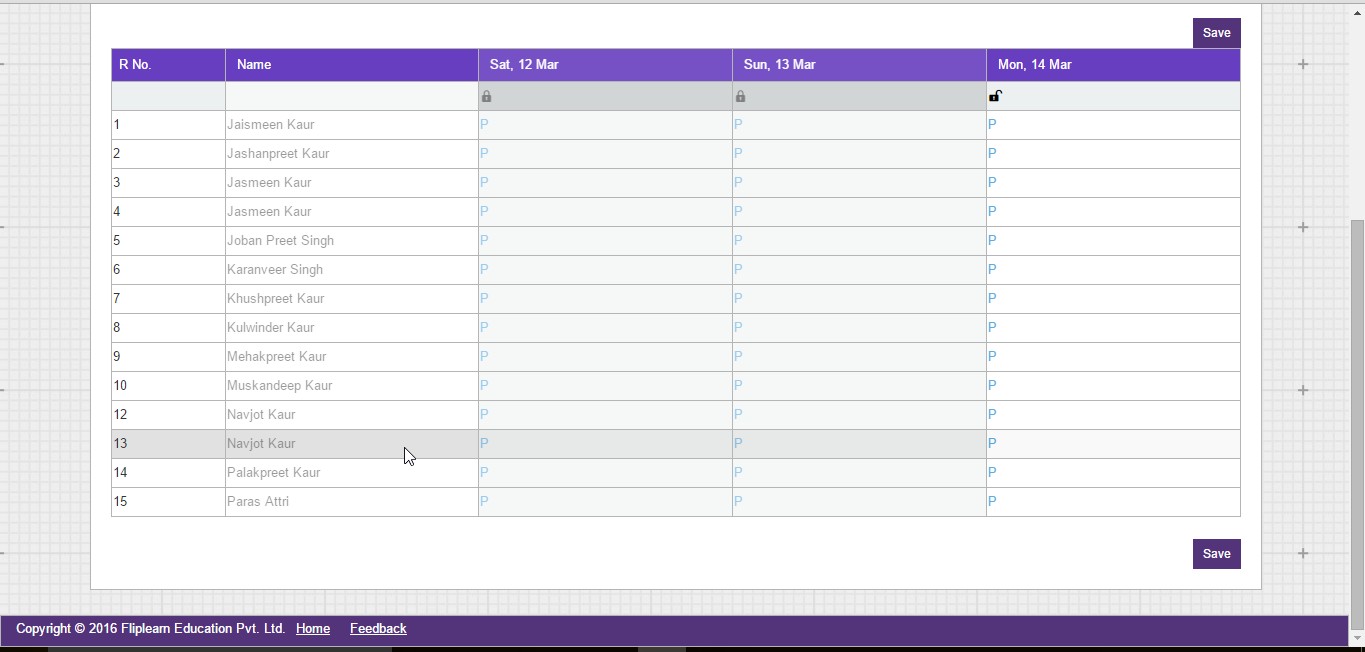 Save
R No. Name Sat, 12 Mar Sun, 13 Mar Mon, 14 Mar
1 Jaismeen Kaur P P P
2 Jashanpreet Kaur P P P
3 Jasmeen Kaur P P P
4 Jasmeen Kaur P P P
5 Joban Preet Singh P P P
6 Karanveer Singh P P P
7 Khushpreet Kaur P P P
8 Kulwinder Kaur P P P
9 Mehakpreet Kaur P P P
10 Muskandeep Kaur P P P
12 Navjot Kaur P P P
13 Navjot Kaur P P P
14 Palakpreet Kaur P P P
15 Paras Attri P P P
Save
Copyright © 2016 Fliplearn Education Pvt. Ltd. Home Feedback